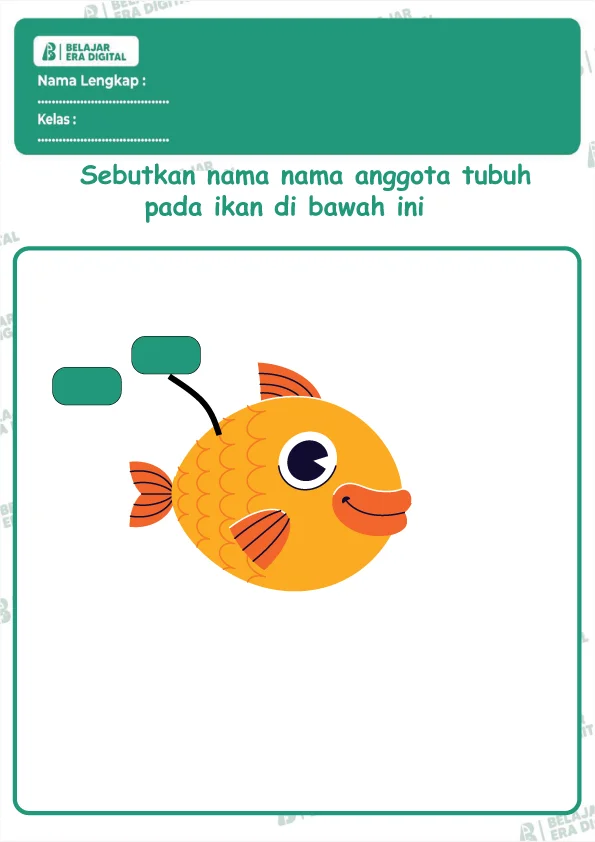 BELAJAR
ERA DIGITAL
Nama Lengkap :
.....................................
Kelas :
.....................................
Sebutkan nama nama anggota tubuh
pada ikan di bawah ini